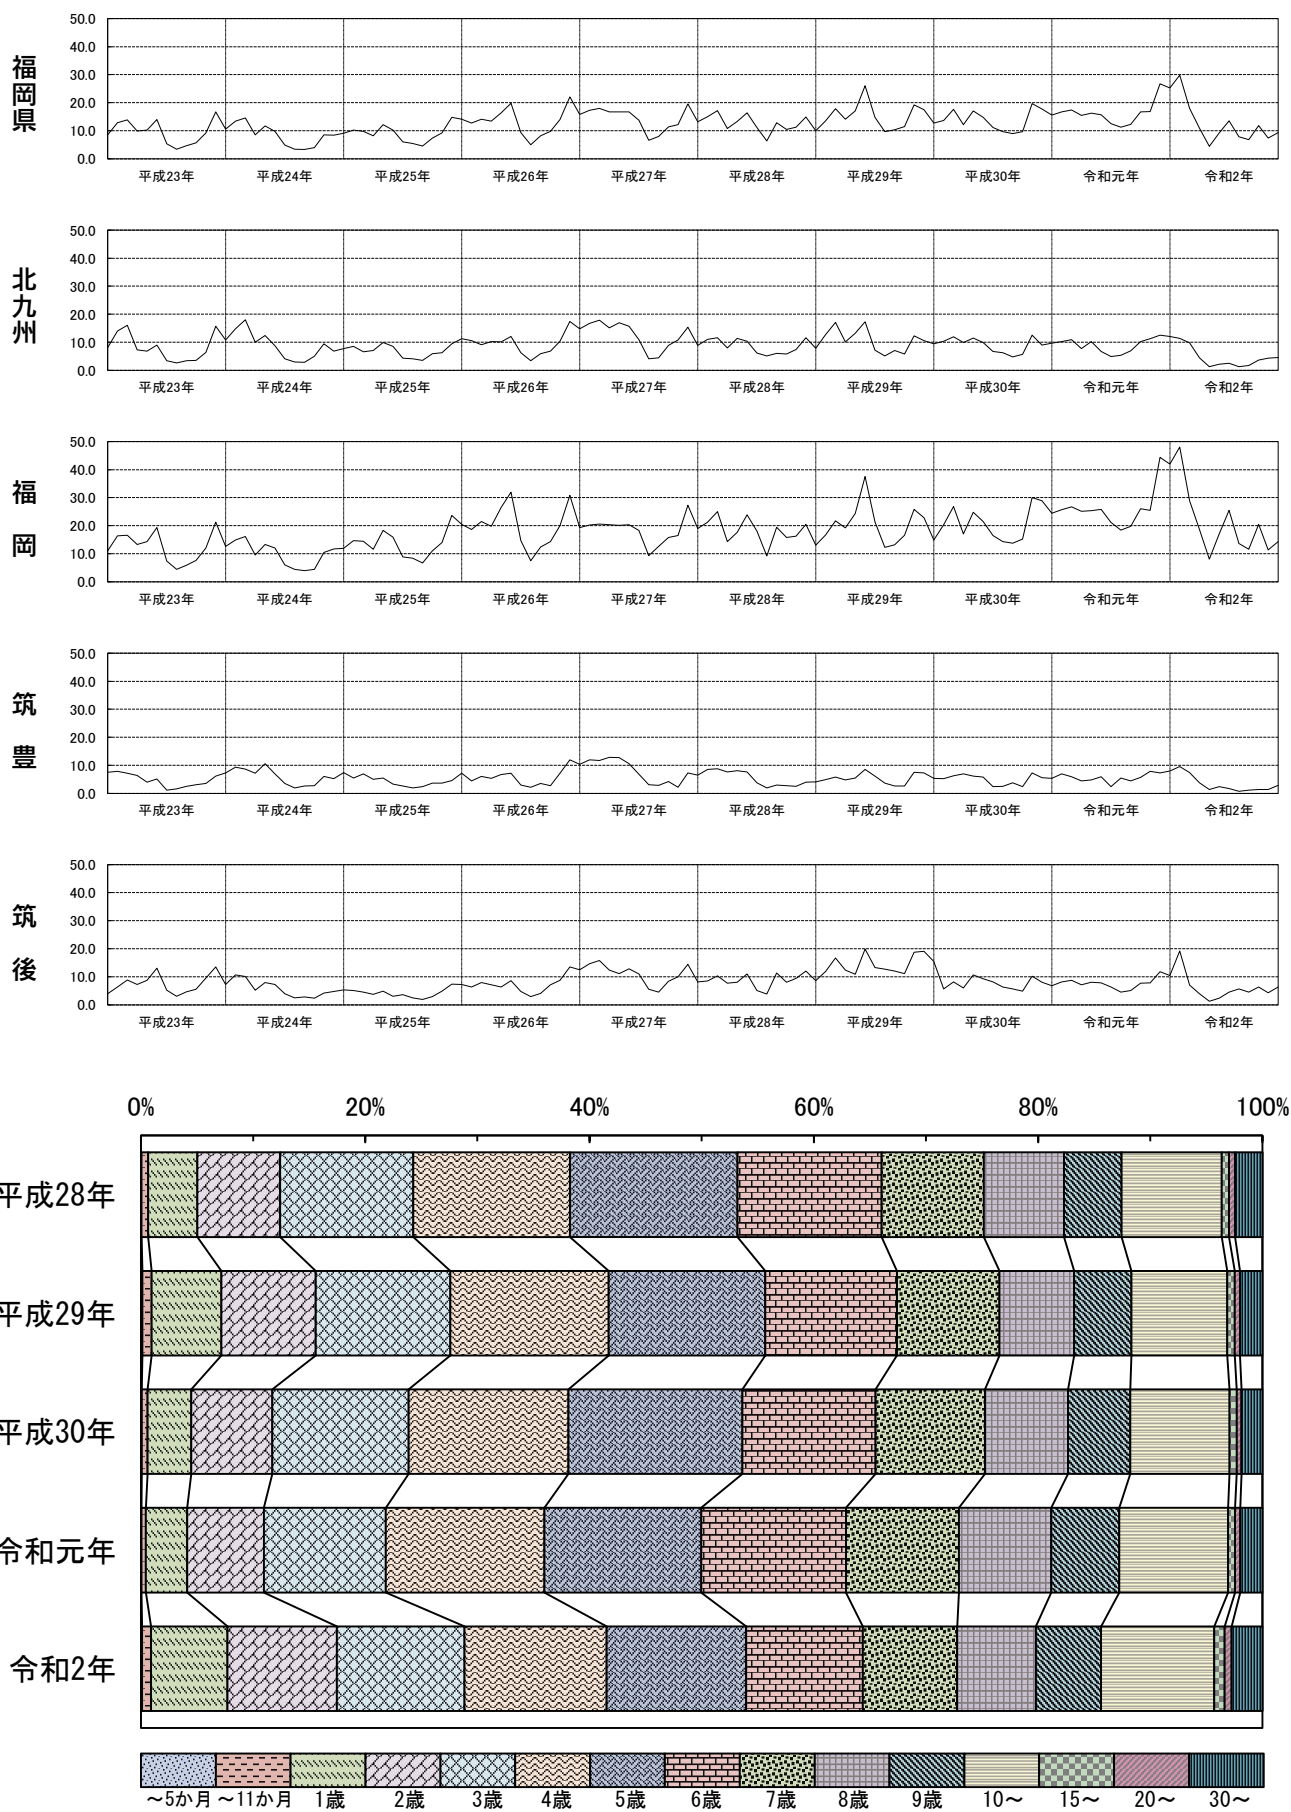 福岡県
50.0
40.0
30.0
20.0
10.0
0.0
平成23年 平成24年 平成25年 平成26年 平成27年 平成28年 平成29年 平成30年 令和元年 令和2年
北九州
50.0
40.0
30.0
20.0
10.0
0.0
平成23年 平成24年 平成25年 平成26年 平成27年 平成28年 平成29年 平成30年 令和元年 令和2年
福岡
50.0
40.0
30.0
20.0
10.0
0.0
平成23年 平成24年 平成25年 平成26年 平成27年 平成28年 平成29年 平成30年 令和元年 令和2年
筑豊
50.0
40.0
30.0
20.0
10.0
0.0
平成23年 平成24年 平成25年 平成26年 平成27年 平成28年 平成29年 平成30年 令和元年 令和2年
筑後
50.0
40.0
30.0
20.0
10.0
0.0
平成23年 平成24年 平成25年 平成26年 平成27年 平成28年 平成29年 平成30年 令和元年 令和2年
0% 20% 40% 60% 80% 100%
平成28年
平成29年
平成30年
令和元年
令和2年
～5か月 ～11か月 1歳 2歳 3歳 4歳 5歳 6歳 7歳 8歳 9歳 10～ 15～ 20～ 30～